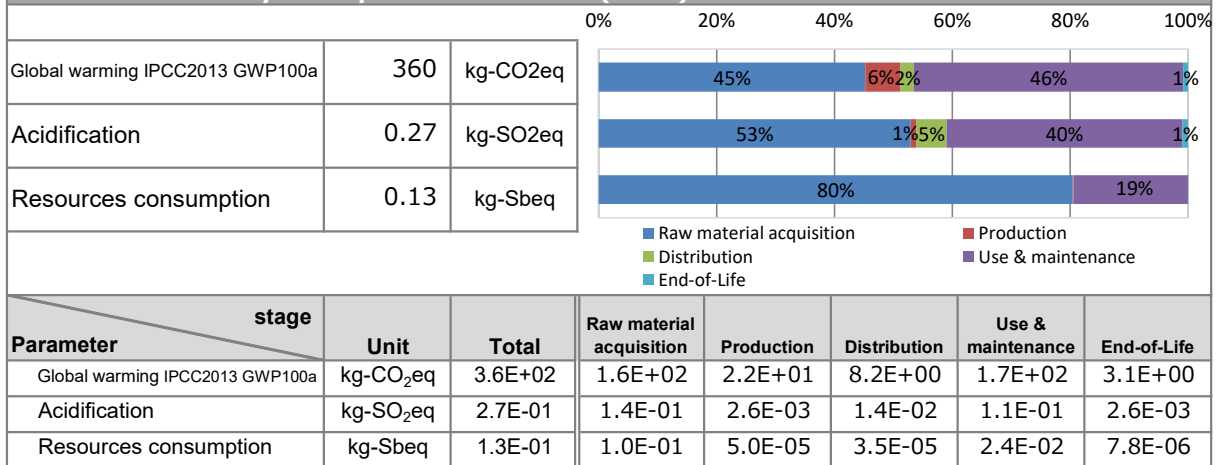 0% 20% 40% 60% 80% 100%
Global warming IPCC2013 GWP100a 360 kg-CO2eq 45% 6% 2% 46% 1%
Acidification 0.27 kg-SO2eq 53% 1% 5% 40% 1%
Resources consumption 0.13 kg-Sbeq 80% 19%
Raw material acquisition Production
Distribution Use & maintenance
End-of-Life
stage
Parameter Unit Total Raw material acquisition Production Distribution Use & maintenance End-of-Life
Global warming IPCC2013 GWP100a kg-CO₂eq 3.6E+02 1.6E+02 2.2E+01 8.2E+00 1.7E+02 3.1E+00
Acidification kg-SO₂eq 2.7E-01 1.4E-01 2.6E-03 1.4E-02 1.1E-01 2.6E-03
Resources consumption kg-Sbeq 1.3E-01 1.0E-01 5.0E-05 3.5E-05 2.4E-02 7.8E-06